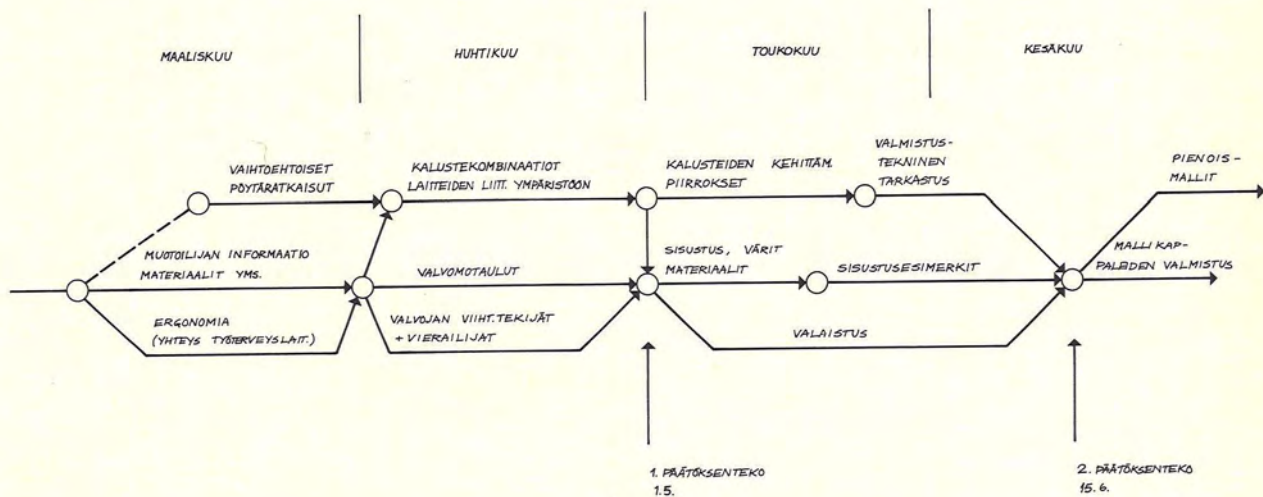 MAALISKUU
HUHTIKUU
TOUKOKUU
KESÄKUU
VAIHTOEHTOISET
PÖYTÄRATKAISUT
KALUSTEKOMBINAATIOT
LAITTEIDEN LIITT. YMPÄRISTÖÖN
KALUSTEIDEN KEHITTÄM.
PIIRROKSET
VALMISTUS-
TEKNINEN
TARKASTUS
PIENOIS-
MALLIT
MUOTOILIJAN INFORMAATIO
MATERIAALIT YMS.
VALVOMOTAULUT
SISUSTUS, VÄRIT
MATERIAALIT
SISUSTUSESIMERKIT
MALLIKAP-
PALEIDEN VALMISTUS
ERGONOMIA
(YHTEYS TYÖTERVEYSLAIT.)
VALVOJAN VIIHT.TEKIJÄT
+ VIERAILIJAT
VALAISTUS
1. PÄÄTÖKSENTEKO
1.5.
2. PÄÄTÖKSENTEKO
15.6.